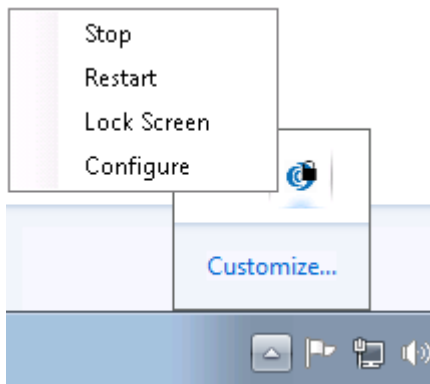 Stop
Restart
Lock Screen
Configure
Customize...